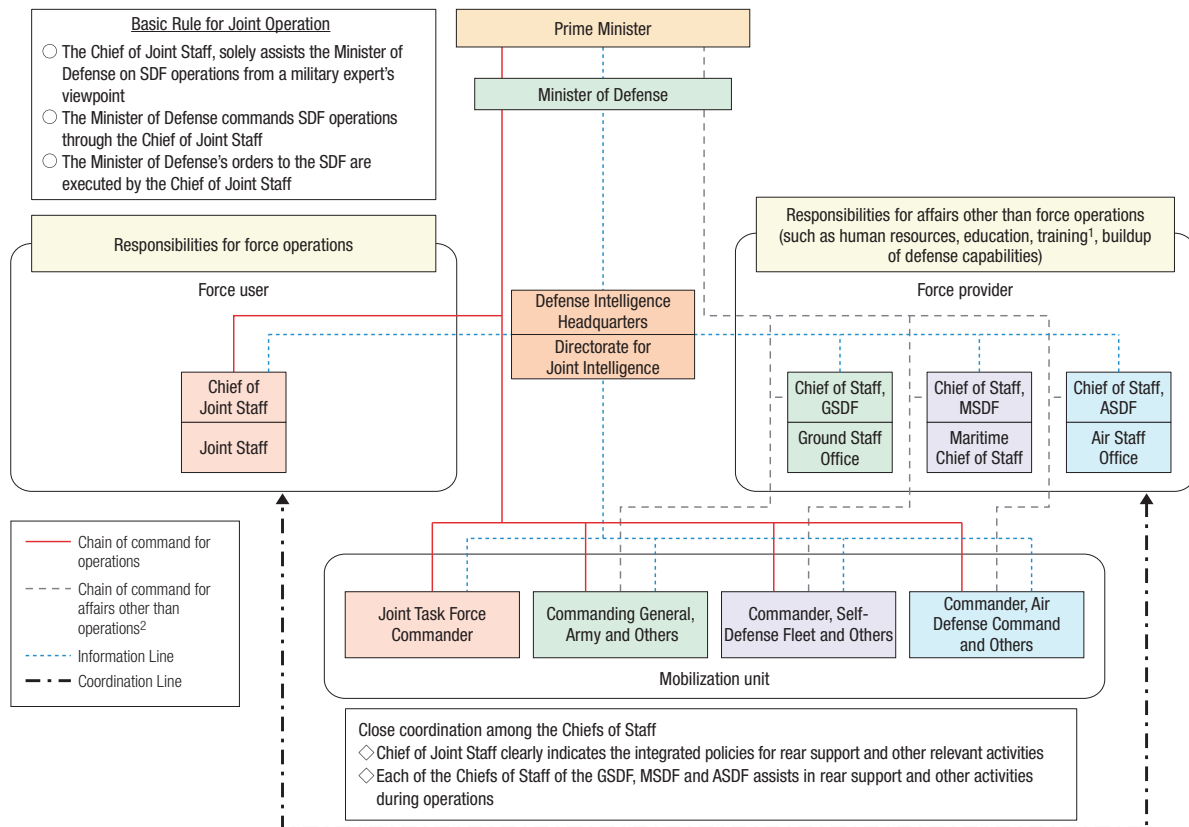 Basic Rule for Joint Operation
○ The Chief of Joint Staff, solely assists the Minister of
Defense on SDF operations from a military expert's
viewpoint
○ The Minister of Defense commands SDF operations
through the Chief of Joint Staff
○ The Minister of Defense's orders to the SDF are
executed by the Chief of Joint Staff
Prime Minister
Minister of Defense
Responsibilities for force operations
Force user
Responsibilities for affairs other than force operations
(such as human resources, education, training¹, buildup
of defense capabilities)
Force provider
Defense Intelligence
Headquarters
Directorate for
Joint Intelligence
Chief of
Joint Staff
Joint Staff
Chief of Staff,
GSDF
Ground Staff
Office
Chief of Staff,
MSDF
Maritime
Chief of Staff
Chief of Staff,
ASDF
Air Staff
Office
Chain of command for
operations
Chain of command for
affairs other than
operations²
Information Line
Coordination Line
Joint Task Force
Commander
Commanding General,
Army and Others
Commander, Self-
Defense Fleet and Others
Commander, Air
Defense Command
and Others
Mobilization unit
Close coordination among the Chiefs of Staff
◇ Chief of Joint Staff clearly indicates the integrated policies for rear support and other relevant activities
◇ Each of the Chiefs of Staff of the GSDF, MSDF and ASDF assists in rear support and other activities
during operations